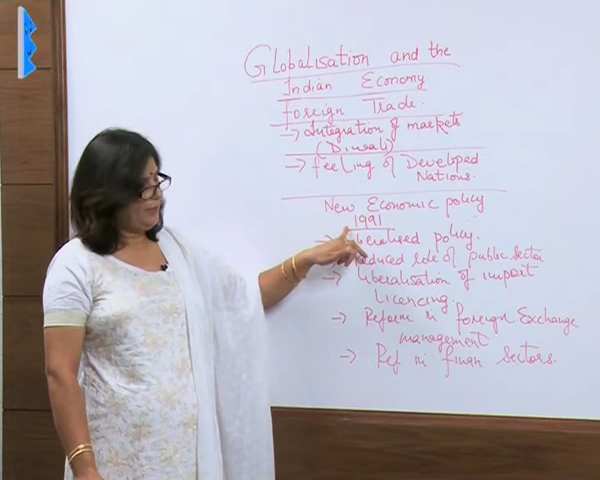 Globalisation and the
Indian Economy
Foreign Trade.
-> Integration of markets
(Diwali)
-> Feeling of Developed
Nations.
New Economic policy
1991
-> Liberalised policy.
Reduced role of public Sector
-> Liberalisation of import
Licencing.
-> Reform in Foreign Exchange
management
-> Ref in finan Sectors.